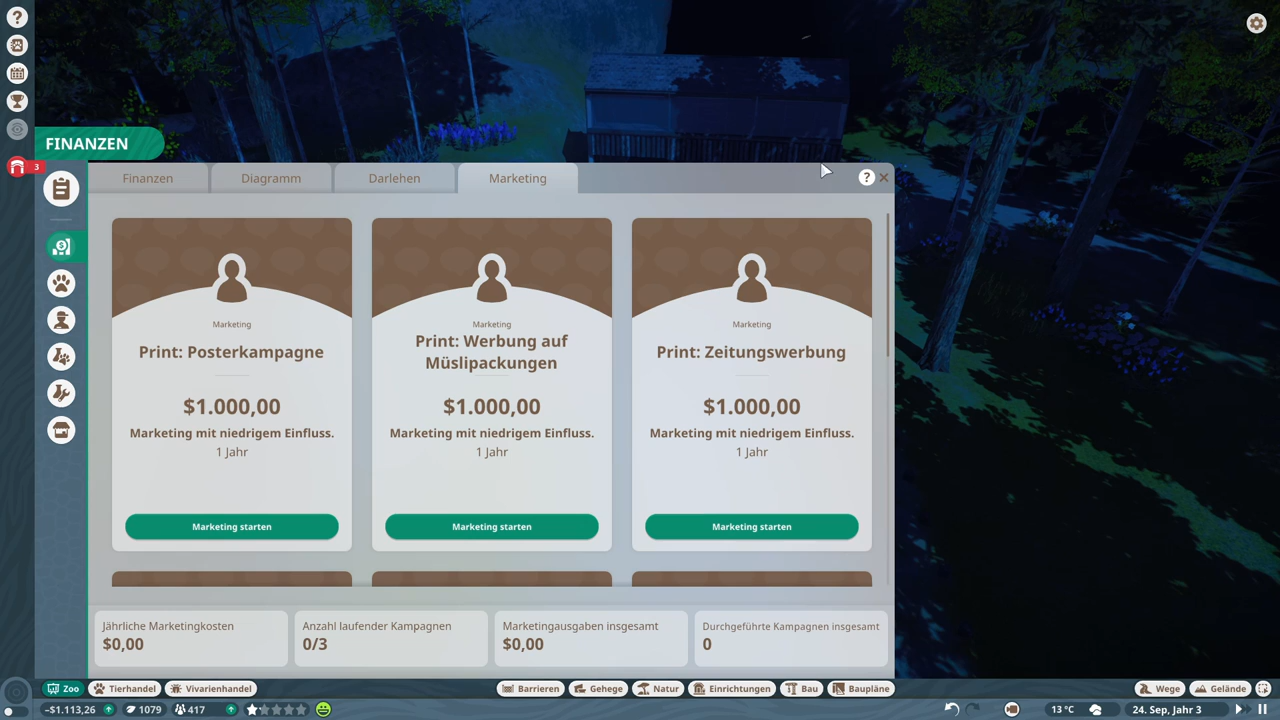 FINANZEN
3
Finanzen
Diagramm
Darlehen
Marketing
?
Marketing
Print: Posterkampagne
$1.000,00
Marketing mit niedrigem Einfluss.
1 Jahr
Marketing starten
Marketing
Print: Werbung auf
Müslipackungen
$1.000,00
Marketing mit niedrigem Einfluss.
1 Jahr
Marketing starten
Marketing
Print: Zeitungswerbung
$1.000,00
Marketing mit niedrigem Einfluss.
1 Jahr
Marketing starten
Jährliche Marketingkosten
$0,00
Anzahl laufender Kampagnen
0/3
Marketingausgaben insgesamt
$0,00
Durchgeführte Kampagnen insgesamt
0
Zoo
Tierhandel
Vivarienhandel
Barrieren
Gehege
Natur
Einrichtungen
Bau
Baupläne
Wege
Gelände
-$1.113,26
1079
417
13 °C
24. Sep, Jahr 3